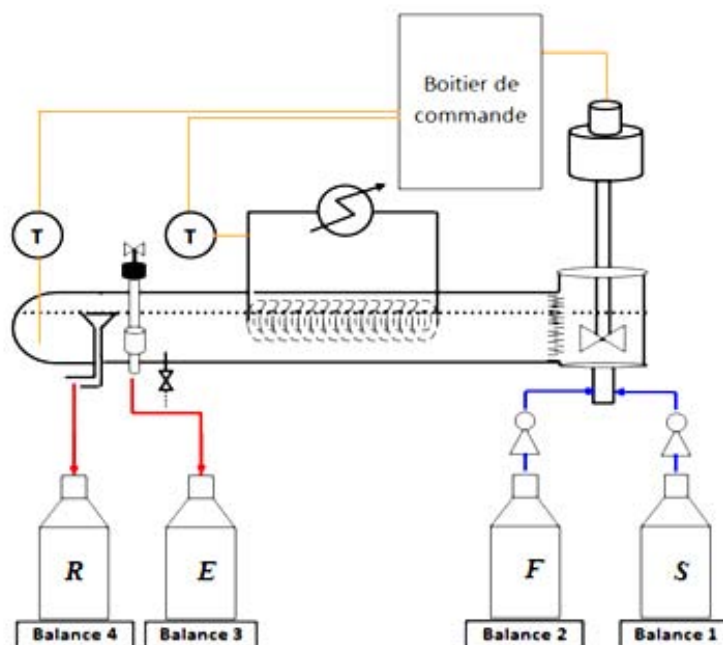 Boitier de
commande
T
T
R
E
F
S
Balance 4
Balance 3
Balance 2
Balance 1